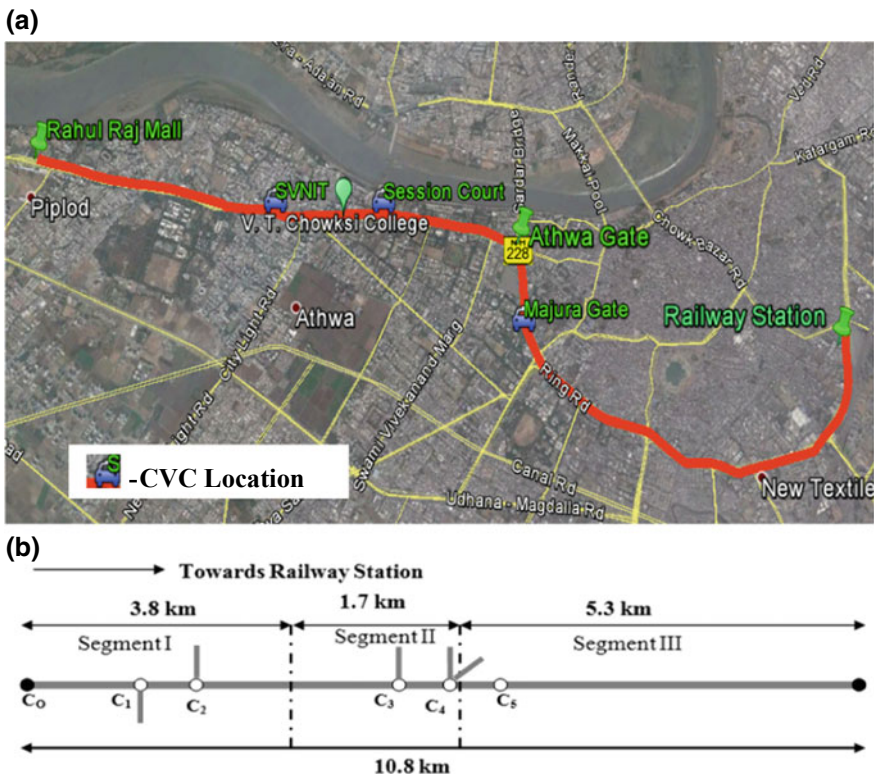 (a)
Adajan Rd
Rahul Raj Mall
Sardar Bridge
Makkai Pool
Ved Rd
Katargam Rd
SVNIT
Session Court
Piplod
V. T. Chowksi College
Athwa Gate
NH
228
Chowk Bazar Rd
Athwa
Majura Gate
Railway Station
City Light Rd
Swami Vivekanand Marg
Ring Rd
S
-CVC Location
Canal Rd
New Textile
Udhana - Magdalla Rd
(b)
Towards Railway Station
3.8 km
1.7 km
5.3 km
Segment I
Segment II
Segment III
C₀
C₁
C₂
C₃
C₄
C₅
10.8 km